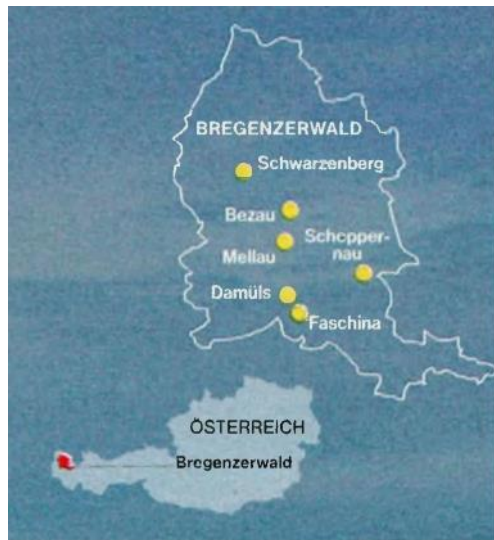 BREGENZERWALD
Schwarzenberg
Bezau
Schopper-
nau
Mellau
Damüls
Faschina
ÖSTERREICH
Bregenzerwald